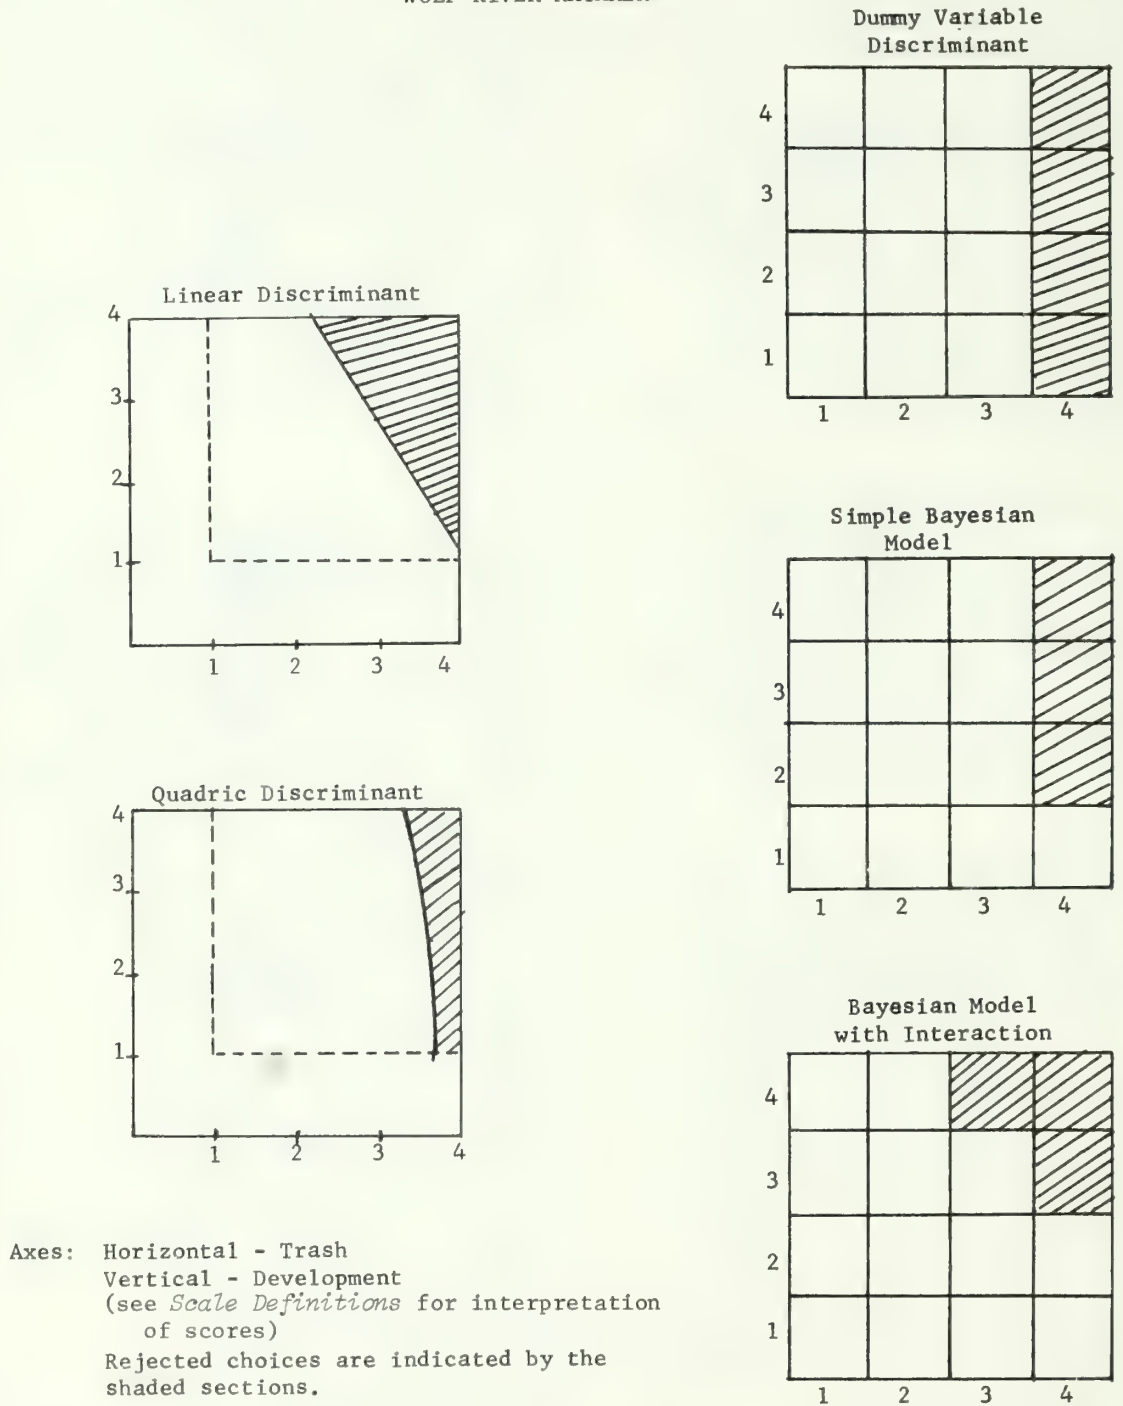 Dummy Variable
Discriminant
4
3
2
1
1 2 3 4
Linear Discriminant
4
3
2
1
1 2 3 4
Simple Bayesian
Model
4
3
2
1
1 2 3 4
Quadric Discriminant
4
3
2
1
1 2 3 4
Bayesian Model
with Interaction
4
3
2
1
1 2 3 4
Axes: Horizontal - Trash
Vertical - Development
(see Scale Definitions for interpretation
of scores)
Rejected choices are indicated by the
shaded sections.